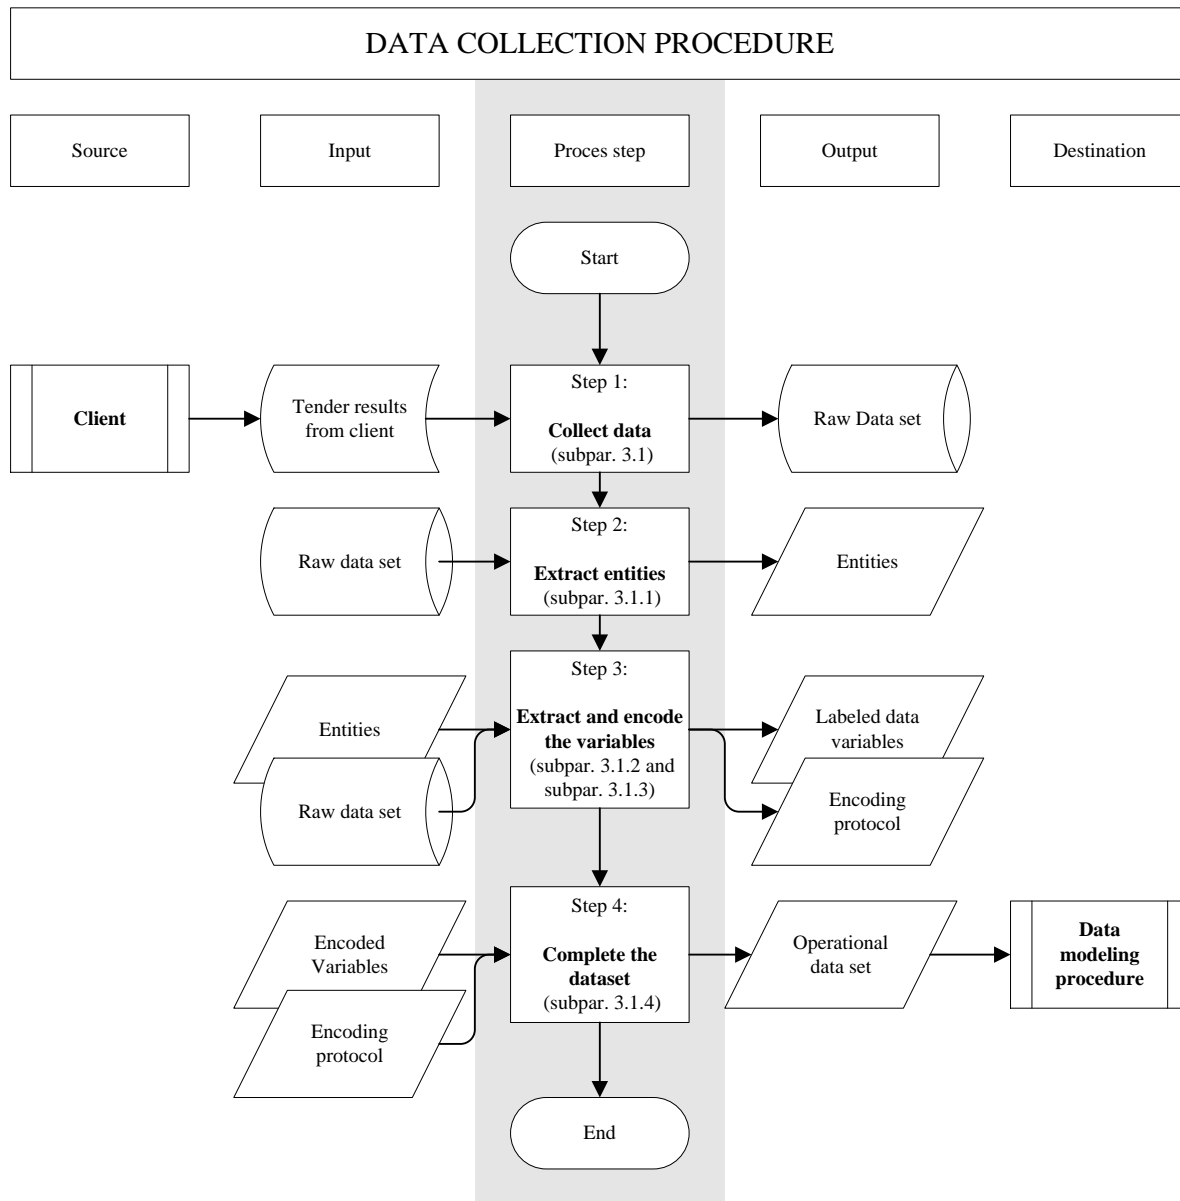 DATA COLLECTION PROCEDURE
Source
Input
Proces step
Output
Destination
Start
Client
Tender results
from client
Step 1:
Collect data
(subpar. 3.1)
Raw Data set
Raw data set
Step 2:
Extract entities
(subpar. 3.1.1)
Entities
Entities
Raw data set
Step 3:
Extract and encode
the variables
(subpar. 3.1.2 and
subpar. 3.1.3)
Labeled data
variables
Encoding
protocol
Encoded
Variables
Encoding
protocol
Step 4:
Complete the
dataset
(subpar. 3.1.4)
Operational
data set
Data
modeling
procedure
End